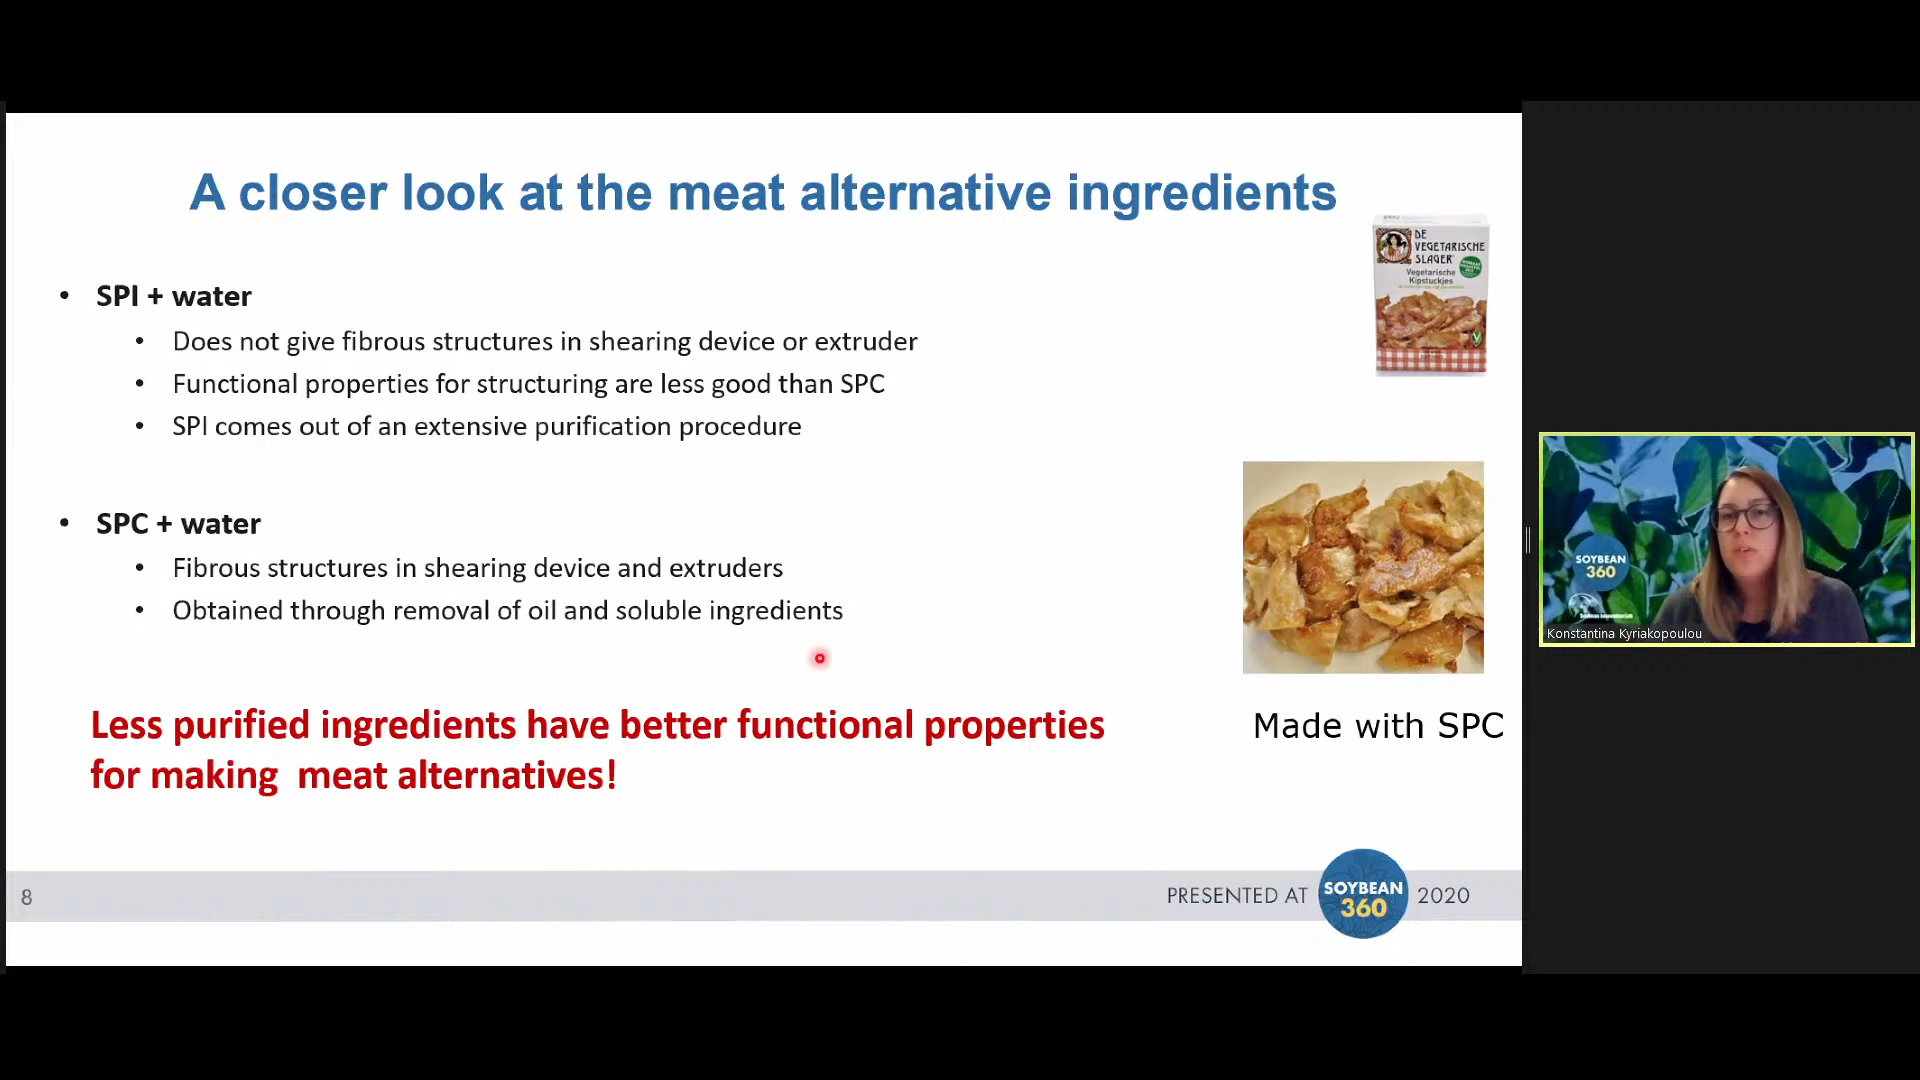 A closer look at the meat alternative ingredients
• SPI + water
• Does not give fibrous structures in shearing device or extruder
• Functional properties for structuring are less good than SPC
• SPI comes out of an extensive purification procedure
• SPC + water
• Fibrous structures in shearing device and extruders
• Obtained through removal of oil and soluble ingredients
Less purified ingredients have better functional properties
for making meat alternatives!
DE
VEGETARISCHE
SLAGER
Vegetarische
Kipstuckjes
Made with SPC
8
PRESENTED AT
SOYBEAN
360
2020
SOYBEAN
360
Soybean Innovation Lab
Konstantina Kyriakopoulou